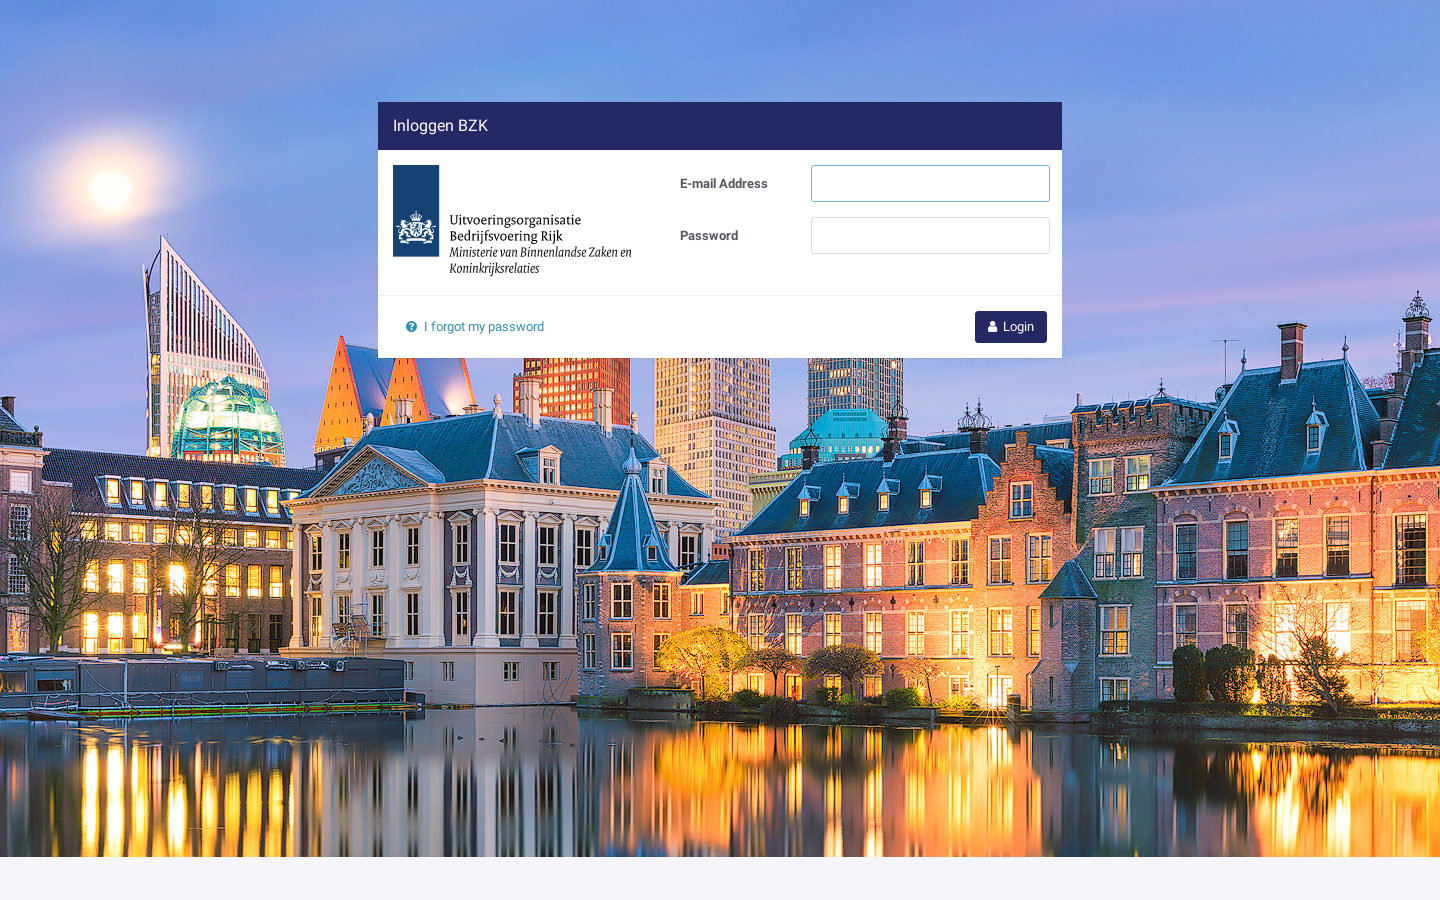 Inloggen BZK
Uitvoeringsorganisatie
Bedrijfsvoering Rijk
Ministerie van Binnenlandse Zaken en
Koninkrijksrelaties
E-mail Address
Password
I forgot my password
Login